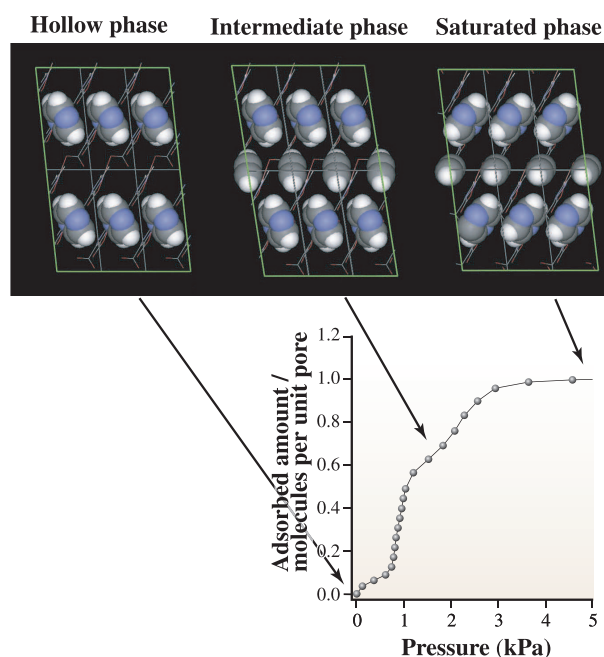 Hollow phase
Intermediate phase
Saturated phase
Adsorbed amount /
molecules per unit pore
1.2
1.0
0.8
0.6
0.4
0.2
0.0
0 1 2 3 4 5
Pressure (kPa)